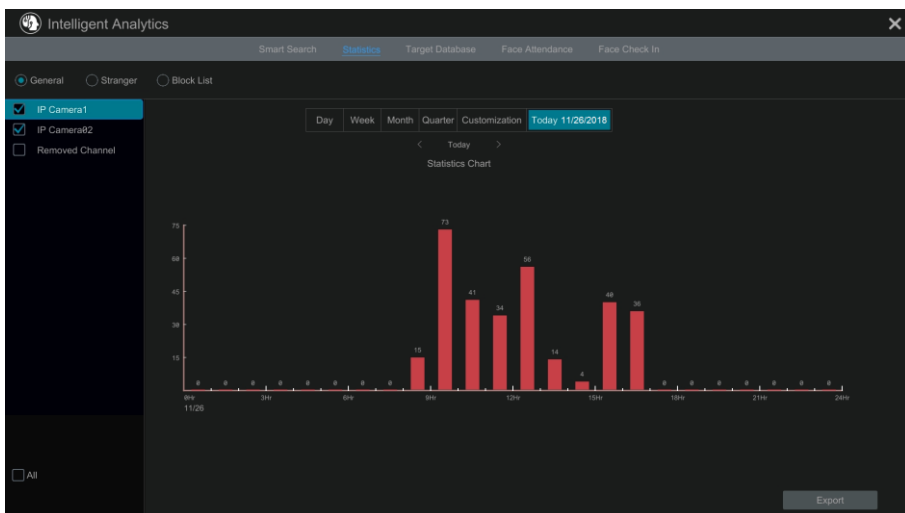 Intelligent Analytics
Smart Search Statistics Target Database Face Attendance Face Check In
General Stranger Block List
IP Camera1
IP Camera02
Removed Channel
Day Week Month Quarter Customization Today 11/26/2018
< Today >
Statistics Chart
73
75
60
56
45
41
40
36
34
30
15
15
14
4
0 0 0 0 0 0 0 0 0 0 0 0 0 0 0
0Hr 3Hr 6Hr 9Hr 12Hr 15Hr 18Hr 21Hr 24Hr
11/26
All
Export